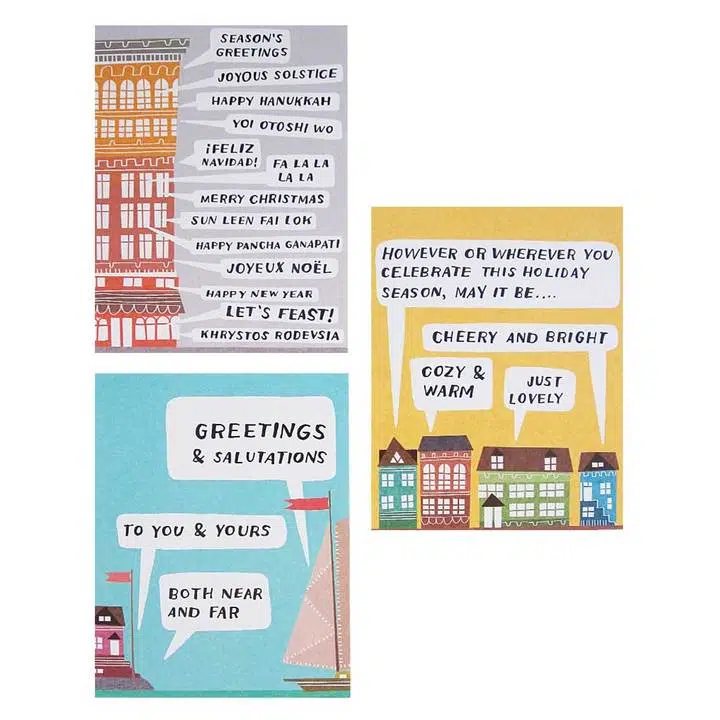 SEASON'S
GREETINGS
JOYOUS SOLSTICE
HAPPY HANUKKAH
YOI OTOSHI WO
¡FELIZ
NAVIDAD!
FA LA LA
LA LA
MERRY CHRISTMAS
SUN LEEN FAI LOK
HAPPY PANCHA GANAPATI
JOYEUX NOËL
HAPPY NEW YEAR
LET'S FEAST!
KHRYSTOS RODEVSIA
GREETINGS
& SALUTATIONS
TO YOU & YOURS
BOTH NEAR
AND FAR
HOWEVER OR WHEREVER YOU
CELEBRATE THIS HOLIDAY
SEASON, MAY IT BE....
CHEERY AND BRIGHT
COZY &
WARM
JUST
LOVELY